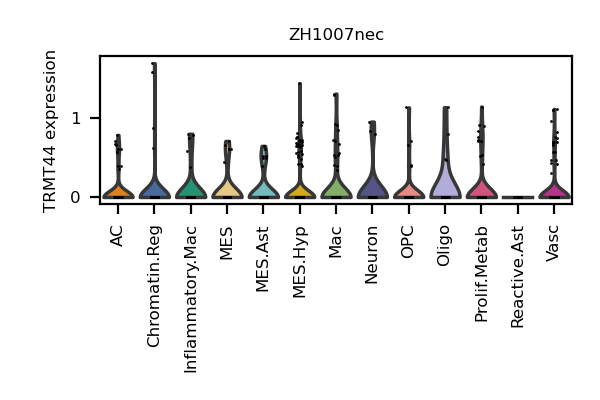 ZH1007nec
TRMT44 expression
1
0
AC
Chromatin.Reg
Inflammatory.Mac
MES
MES.Ast
MES.Hyp
Mac
Neuron
OPC
Oligo
Prolif.Metab
Reactive.Ast
Vasc